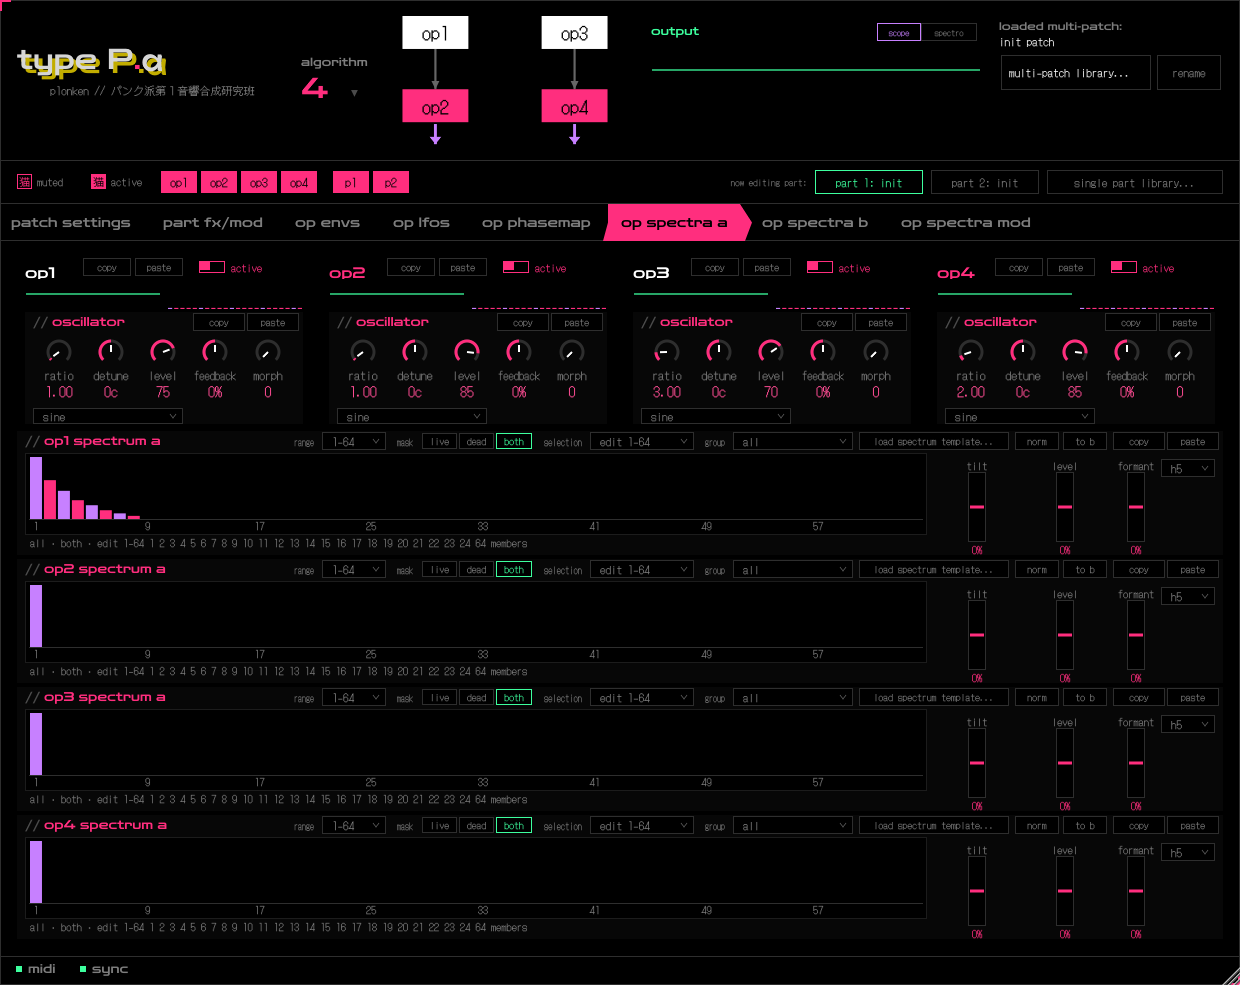 type P.a
plonken // パンク派第1音響合成研究班
algorithm
4
op1
op3
op2
op4
output
scope
spectro
loaded multi-patch:
init patch
multi-patch library...
rename
猫 muted
猫 active
op1 op2 op3 op4 p1 p2
now editing part:
part 1: init
part 2: init
single part library...
patch settings
part fx/mod
op envs
op lfos
op phasemap
op spectra a
op spectra b
op spectra mod
op1 copy paste active
// oscillator copy paste
ratio detune level feedback morph
1.00 0c 75 0% 0
sine
op2 copy paste active
// oscillator copy paste
ratio detune level feedback morph
1.00 0c 85 0% 0
sine
op3 copy paste active
// oscillator copy paste
ratio detune level feedback morph
3.00 0c 70 0% 0
sine
op4 copy paste active
// oscillator copy paste
ratio detune level feedback morph
2.00 0c 85 0% 0
sine
// op1 spectrum a range 1-64 mask live dead both selection edit 1-64 group all load spectrum template... norm to b copy paste
tilt level formant h5
1 9 17 25 33 41 49 57
all · both · edit 1-64 1 2 3 4 5 6 7 8 9 10 11 12 13 14 15 16 17 18 19 20 21 22 23 24 64 members
0% 0% 0%
// op2 spectrum a range 1-64 mask live dead both selection edit 1-64 group all load spectrum template... norm to b copy paste
tilt level formant h5
1 9 17 25 33 41 49 57
all · both · edit 1-64 1 2 3 4 5 6 7 8 9 10 11 12 13 14 15 16 17 18 19 20 21 22 23 24 64 members
0% 0% 0%
// op3 spectrum a range 1-64 mask live dead both selection edit 1-64 group all load spectrum template... norm to b copy paste
tilt level formant h5
1 9 17 25 33 41 49 57
all · both · edit 1-64 1 2 3 4 5 6 7 8 9 10 11 12 13 14 15 16 17 18 19 20 21 22 23 24 64 members
0% 0% 0%
// op4 spectrum a range 1-64 mask live dead both selection edit 1-64 group all load spectrum template... norm to b copy paste
tilt level formant h5
1 9 17 25 33 41 49 57
all · both · edit 1-64 1 2 3 4 5 6 7 8 9 10 11 12 13 14 15 16 17 18 19 20 21 22 23 24 64 members
0% 0% 0%
midi
sync